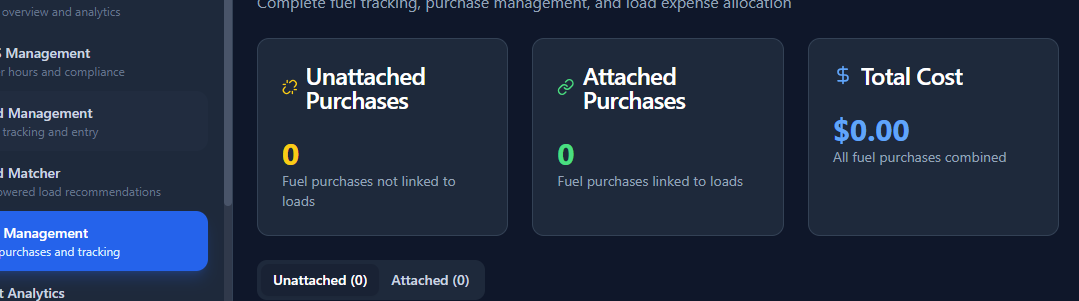 overview and analytics
Management
hours and compliance
Management
tracking and entry
Matcher
load recommendations
Management
purchases and tracking
Analytics
Complete fuel tracking, purchase management, and load expense allocation
Unattached
Purchases
0
Fuel purchases not linked to
loads
Attached
Purchases
0
Fuel purchases linked to loads
Total Cost
$0.00
All fuel purchases combined
Unattached (0)
Attached (0)